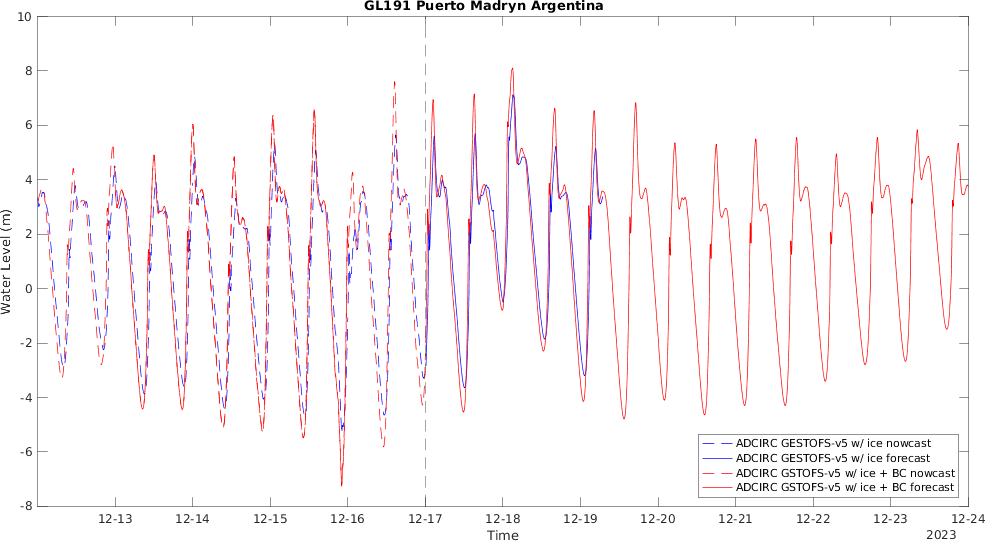 GL191 Puerto Madryn Argentina
10
8
6
4
2
0
-2
-4
-6
-8
Water Level (m)
ADCIRC GESTOFS-v5 w/ ice nowcast
ADCIRC GESTOFS-v5 w/ ice forecast
ADCIRC GSTOFS-v5 w/ ice + BC nowcast
ADCIRC GSTOFS-v5 w/ ice + BC forecast
12-13 12-14 12-15 12-16 12-17 12-18 12-19 12-20 12-21 12-22 12-23 12-24
Time
2023